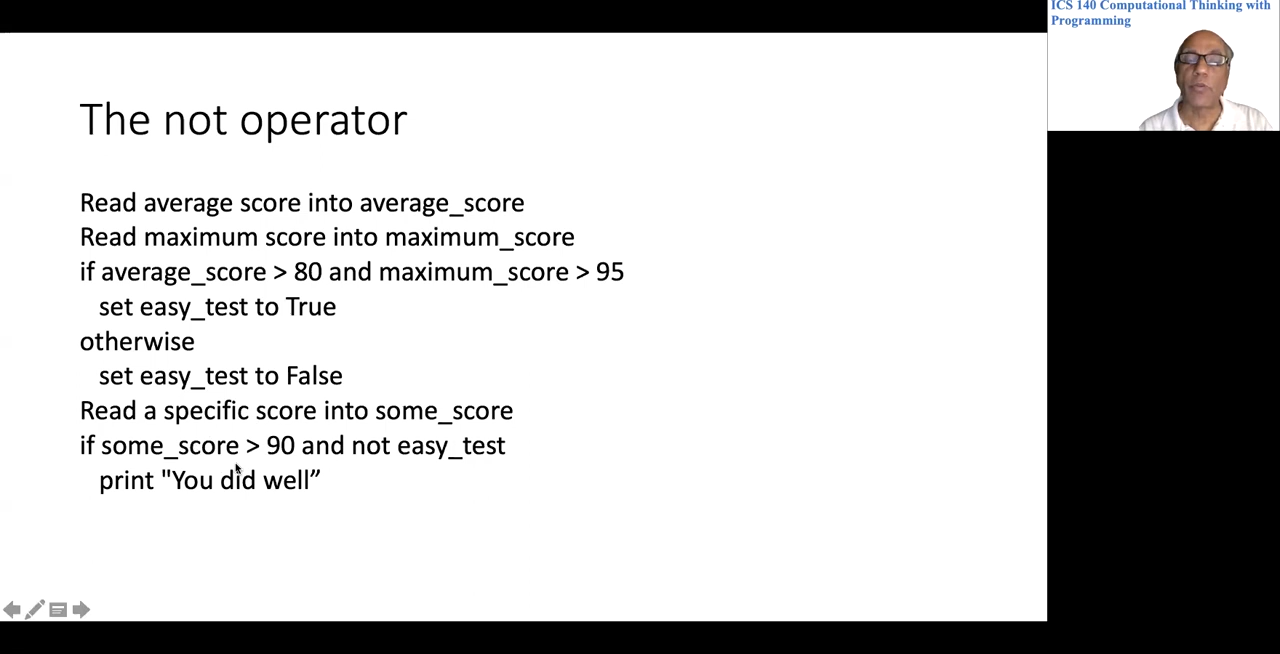 ICS 140 Computational Thinking with
Programming
The not operator
Read average score into average_score
Read maximum score into maximum_score
if average_score > 80 and maximum_score > 95
set easy_test to True
otherwise
set easy_test to False
Read a specific score into some_score
if some_score > 90 and not easy_test
print "You did well”